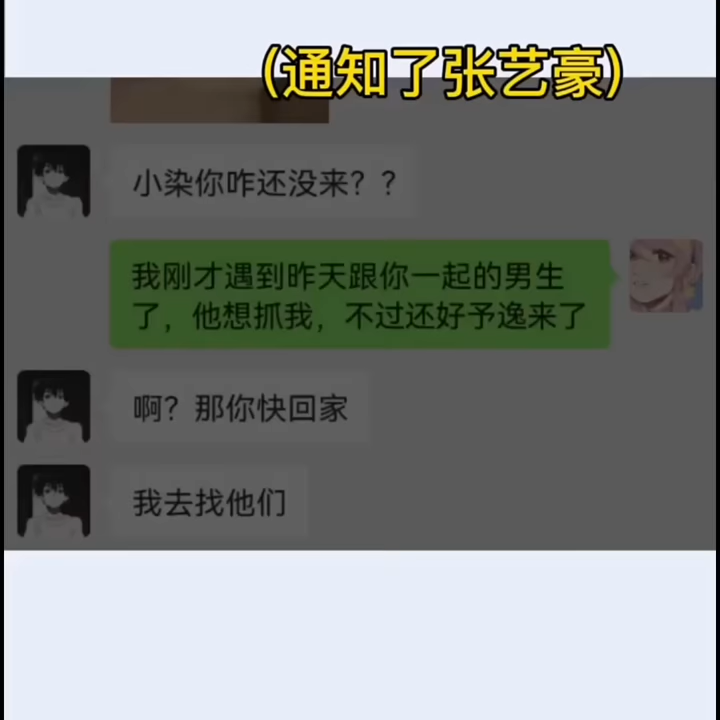 (通知了张艺豪)
小染你咋还没来？？
我刚才遇到昨天跟你一起的男生
了，他想抓我，不过还好予逸来了
啊？那你快回家
我去找他们